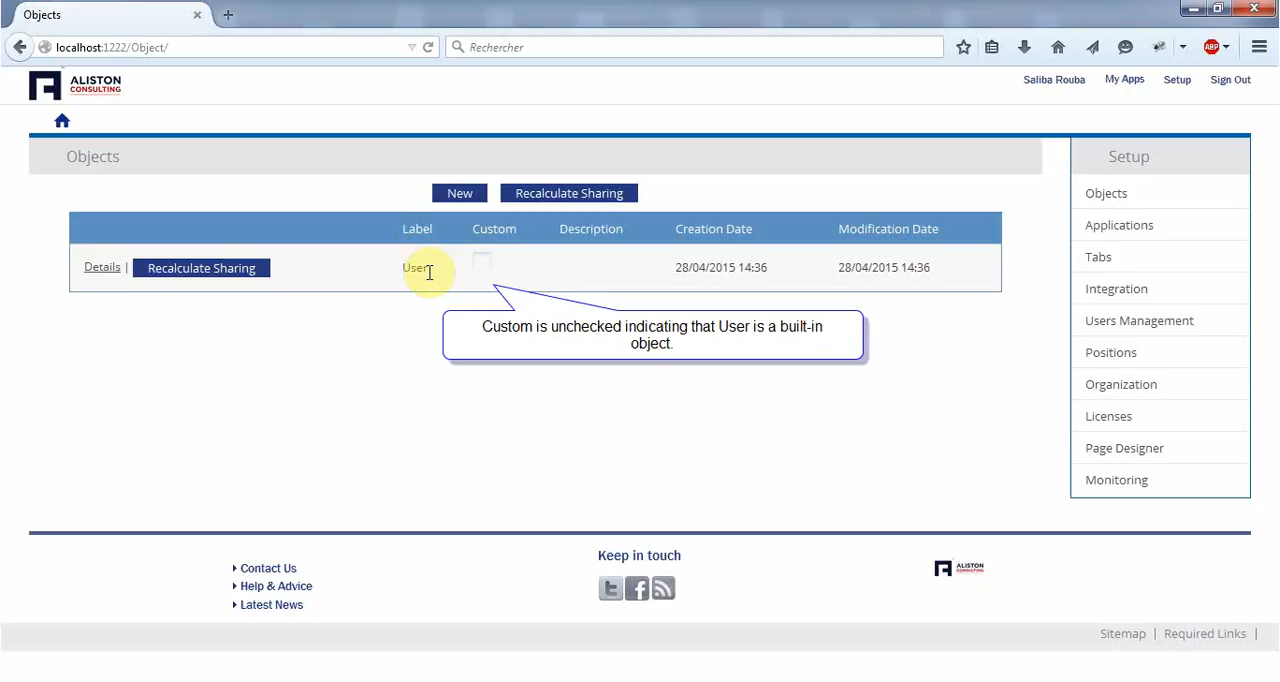 Objects
localhost:1222/Object/
Rechercher
ABP
ALISTON
CONSULTING
Saliba Rouba
My Apps
Setup
Sign Out
Objects
New
Recalculate Sharing
Label
Custom
Description
Creation Date
Modification Date
Details |
Recalculate Sharing
User
28/04/2015 14:36
28/04/2015 14:36
Custom is unchecked indicating that User is a built-in
object.
Setup
Objects
Applications
Tabs
Integration
Users Management
Positions
Organization
Licenses
Page Designer
Monitoring
Contact Us
Help & Advice
Latest News
Keep in touch
ALISTON
CONSULTING
Sitemap |
Required Links |